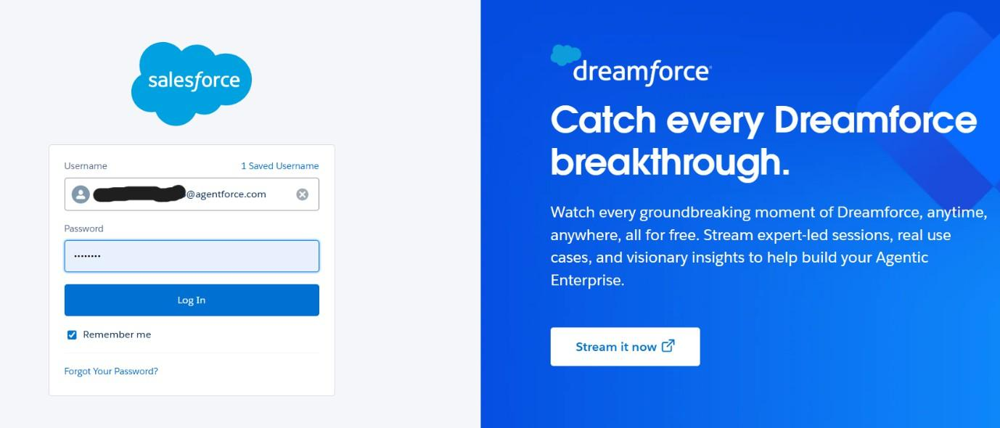 salesforce
Username
1 Saved Username
@agentforce.com
Password
Log In
Remember me
Forgot Your Password?
dreamforce
Catch every Dreamforce
breakthrough.
Watch every groundbreaking moment of Dreamforce, anytime,
anywhere, all for free. Stream expert-led sessions, real use
cases, and visionary insights to help build your Agentic
Enterprise.
Stream it now